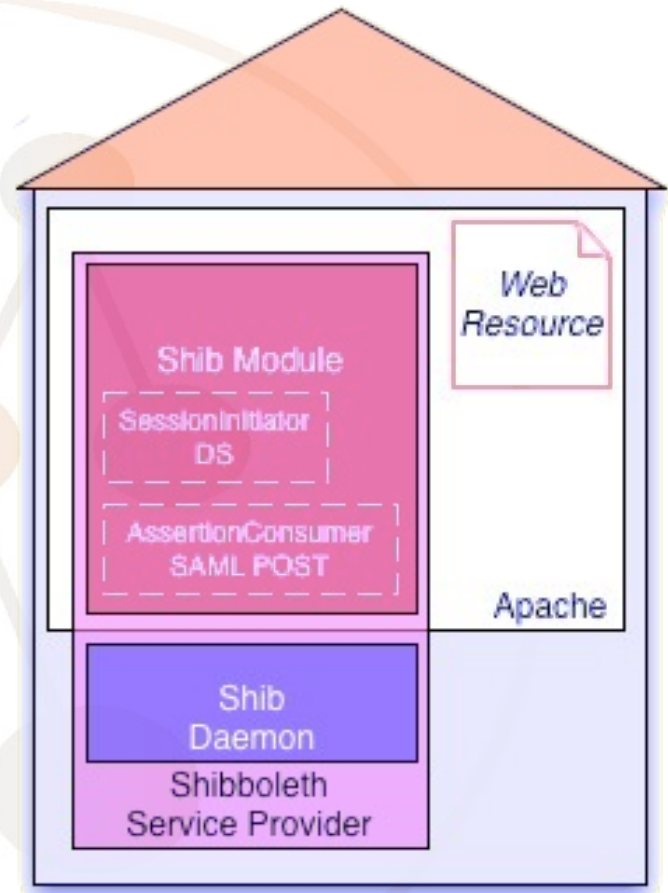 Web
Resource
Shib Module
SessionInitiator
DS
AssertionConsumer
SAML POST
Apache
Shib
Daemon
Shibboleth
Service Provider